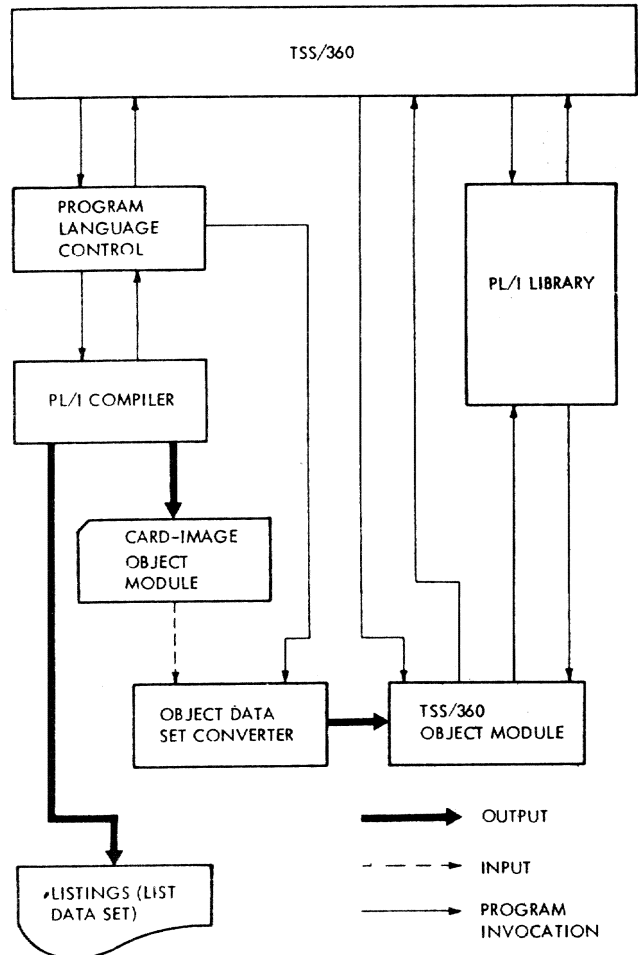 TSS/360
PROGRAM
LANGUAGE
CONTROL
PL/I LIBRARY
PL/I COMPILER
CARD-IMAGE
OBJECT
MODULE
OBJECT DATA
SET CONVERTER
TSS/360
OBJECT MODULE
OUTPUT
INPUT
PROGRAM
INVOCATION
LISTINGS (LIST
DATA SET)